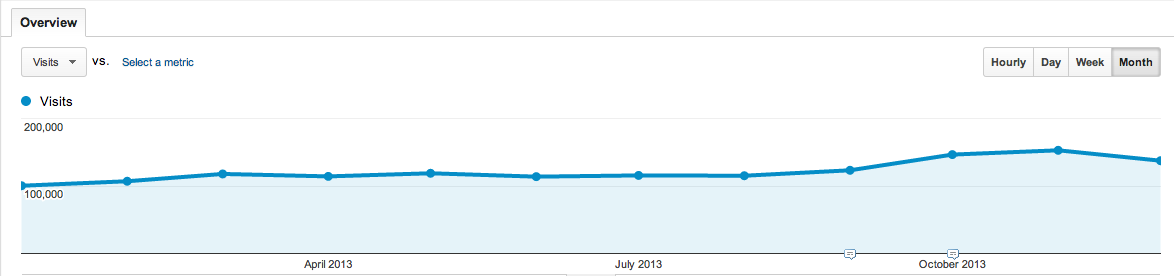 Overview
Visits vs. Select a metric Hourly Day Week Month
Visits
200,000
100,000
April 2013 July 2013 October 2013